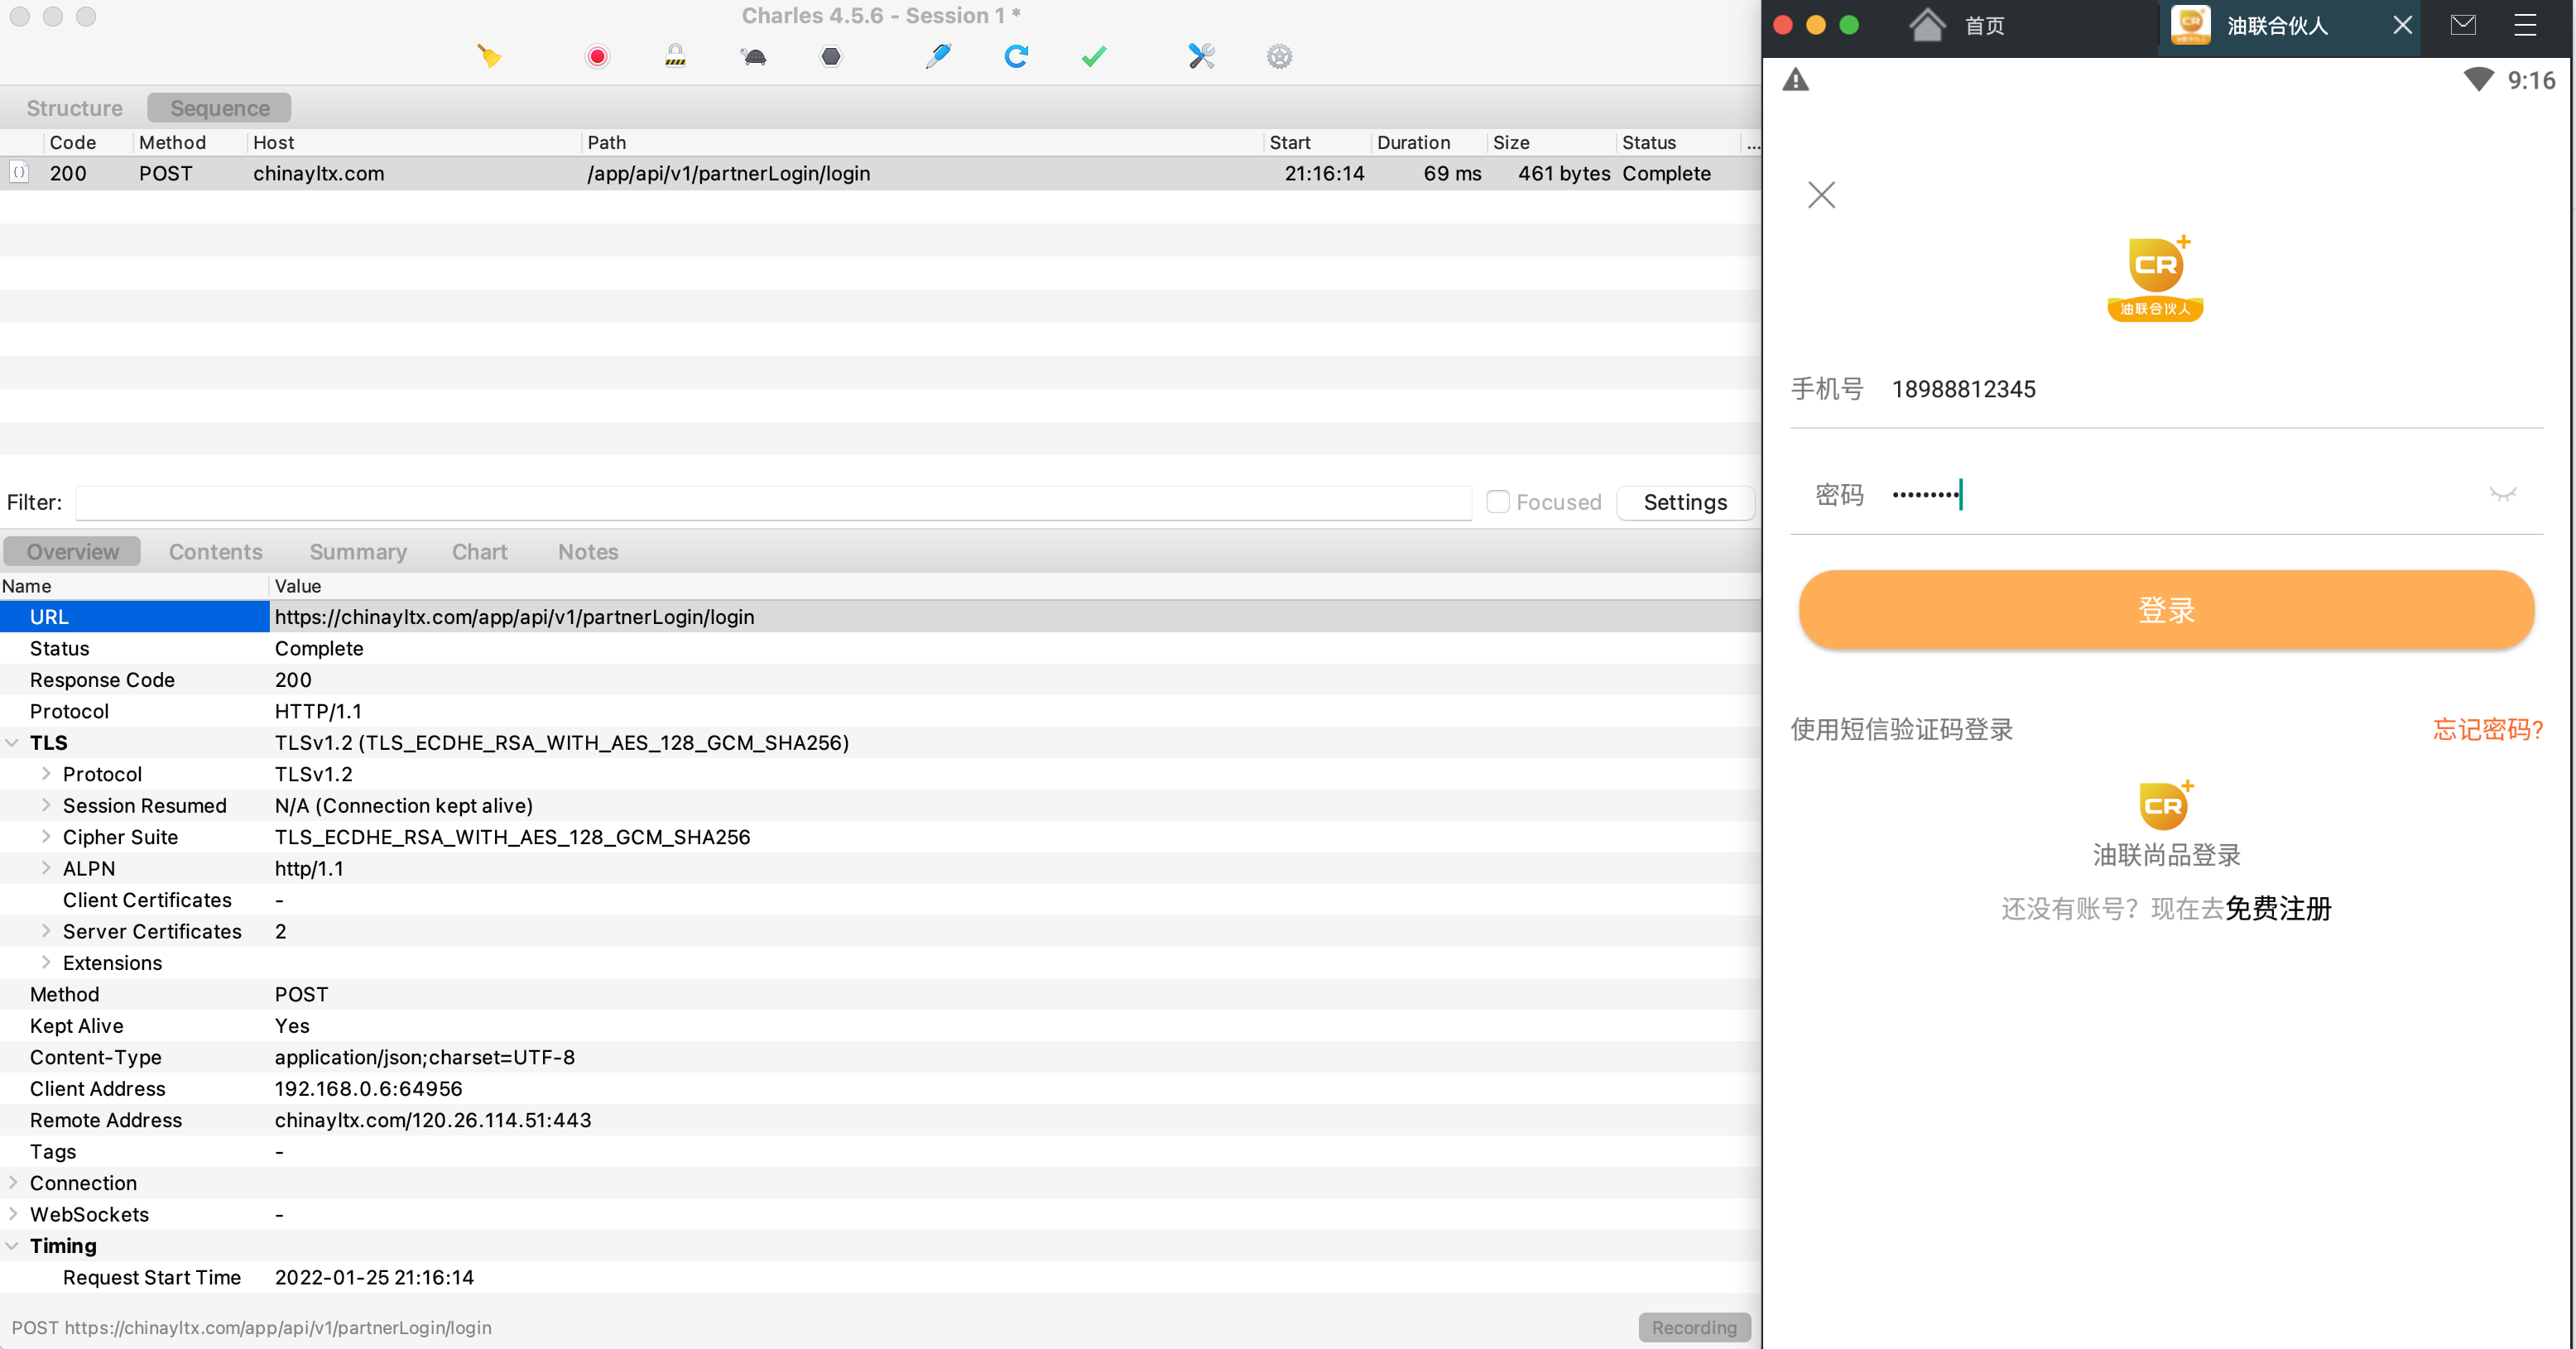 Charles 4.5.6 - Session 1 *
Structure
Sequence
Code Method Host Path Start Duration Size Status ...
{} 200 POST chinayltx.com /app/api/v1/partnerLogin/login 21:16:14 69 ms 461 bytes Complete
Filter:
Focused
Settings
Overview Contents Summary Chart Notes
Name Value
URL https://chinayltx.com/app/api/v1/partnerLogin/login
Status Complete
Response Code 200
Protocol HTTP/1.1
TLS TLSv1.2 (TLS_ECDHE_RSA_WITH_AES_128_GCM_SHA256)
Protocol TLSv1.2
Session Resumed N/A (Connection kept alive)
Cipher Suite TLS_ECDHE_RSA_WITH_AES_128_GCM_SHA256
ALPN http/1.1
Client Certificates -
Server Certificates 2
Extensions
Method POST
Kept Alive Yes
Content-Type application/json;charset=UTF-8
Client Address 192.168.0.6:64956
Remote Address chinayltx.com/120.26.114.51:443
Tags -
Connection
WebSockets -
Timing
Request Start Time 2022-01-25 21:16:14
POST https://chinayltx.com/app/api/v1/partnerLogin/login
Recording
首页
CR
油联合伙人
9:16
CR
油联合伙人
手机号 18988812345
密码 •••••••••
登录
使用短信验证码登录
忘记密码?
CR
油联尚品登录
还没有账号？现在去免费注册